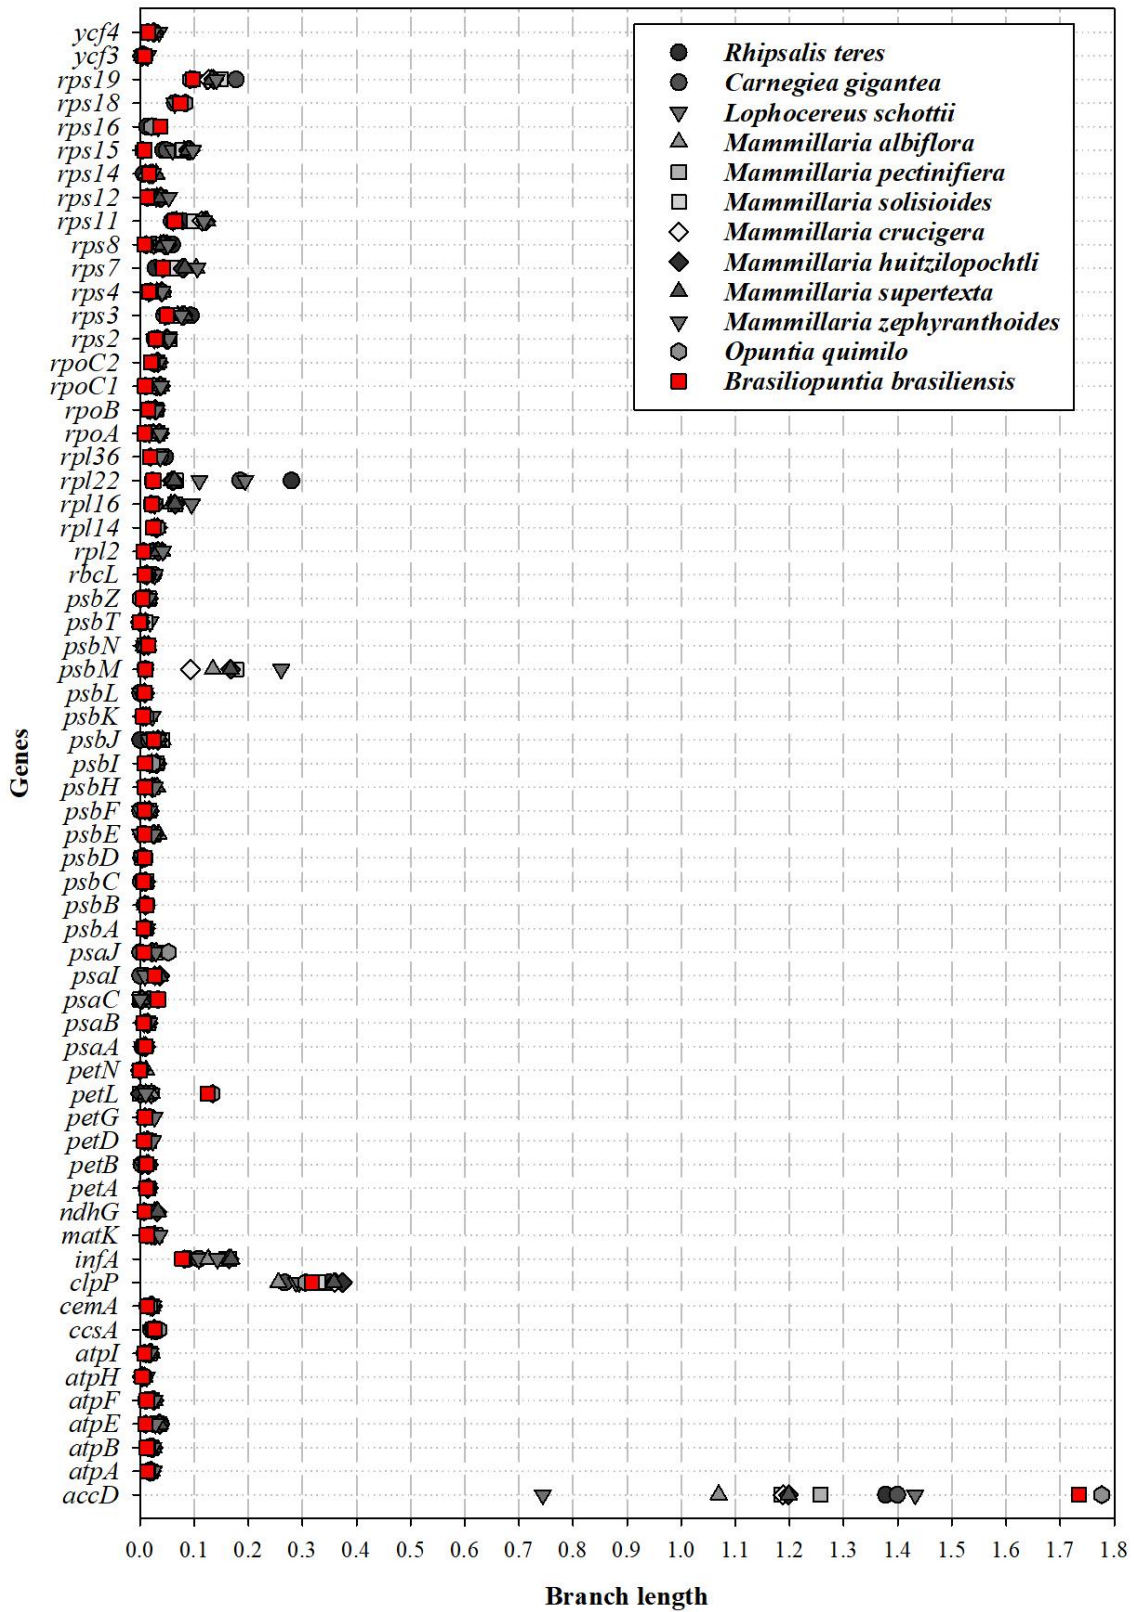 ycf4
ycf3
rps19
rps18
rps16
rps15
rps14
rps12
rps11
rps8
rps7
rps4
rps3
rps2
rpoC2
rpoC1
rpoB
rpoA
rpl36
rpl22
rpl16
rpl14
rpl2
rbcL
psbZ
psbT
psbN
psbM
psbL
psbK
psbJ
psbI
psbH
psbF
psbE
psbD
psbC
psbB
psbA
psaJ
psaI
psaC
psaB
psaA
petN
petL
petG
petD
petB
petA
ndhG
matK
infA
clpP
cemA
ccsA
atpI
atpH
atpF
atpE
atpB
atpA
accD
Genes
Rhipsalis teres
Carnegiea gigantea
Lophocereus schottii
Mammillaria albiflora
Mammillaria pectinifiera
Mammillaria solisioides
Mammillaria crucigera
Mammillaria huitzilopochtli
Mammillaria supertexta
Mammillaria zephyranthoides
Opuntia quimilo
Brasiliopuntia brasiliensis
0.0 0.1 0.2 0.3 0.4 0.5 0.6 0.7 0.8 0.9 1.0 1.1 1.2 1.3 1.4 1.5 1.6 1.7 1.8
Branch length